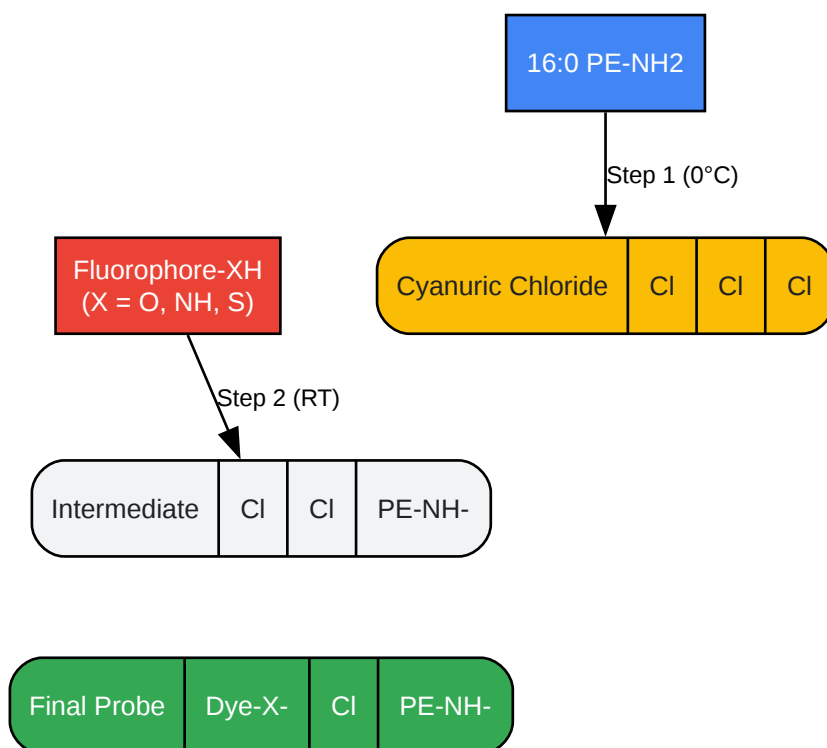 16:0 PE-NH2
Step 1 (0°C)
Fluorophore-XH
(X = O, NH, S)
Cyanuric Chloride Cl Cl Cl
Step 2 (RT)
Intermediate Cl Cl PE-NH-
Final Probe Dye-X- Cl PE-NH-